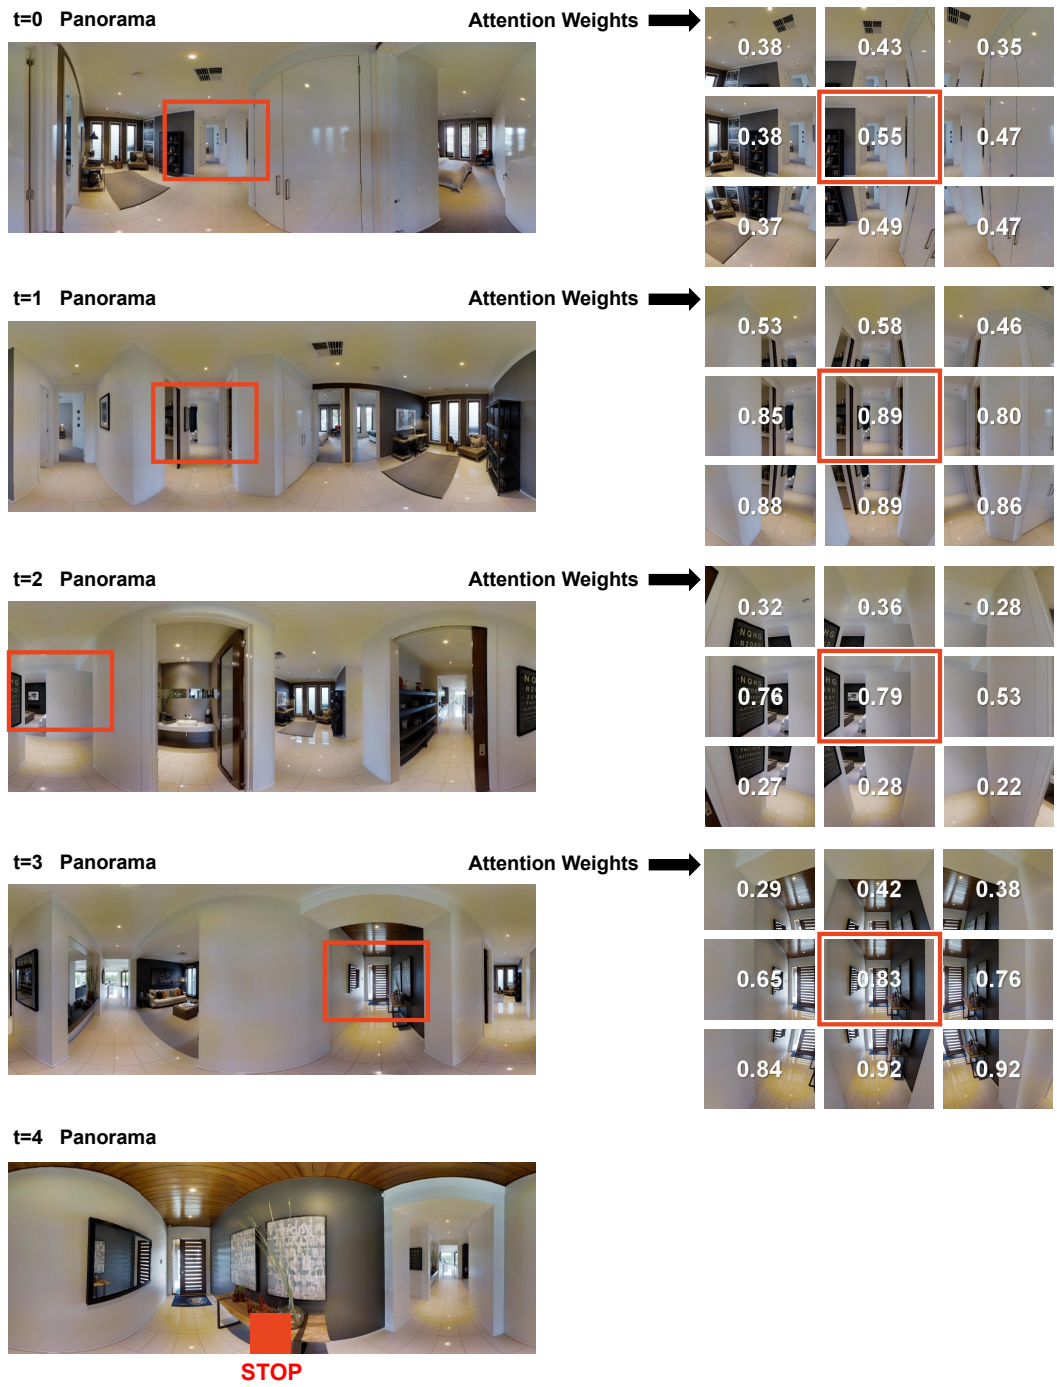 t=0 Panorama
Attention Weights
0.38 0.43 0.35
0.38 0.55 0.47
0.37 0.49 0.47
t=1 Panorama
Attention Weights
0.53 0.58 0.46
0.85 0.89 0.80
0.88 0.89 0.86
t=2 Panorama
Attention Weights
0.32 0.36 0.28
0.76 0.79 0.53
0.27 0.28 0.22
t=3 Panorama
Attention Weights
0.29 0.42 0.38
0.65 0.83 0.76
0.84 0.92 0.92
t=4 Panorama
STOP